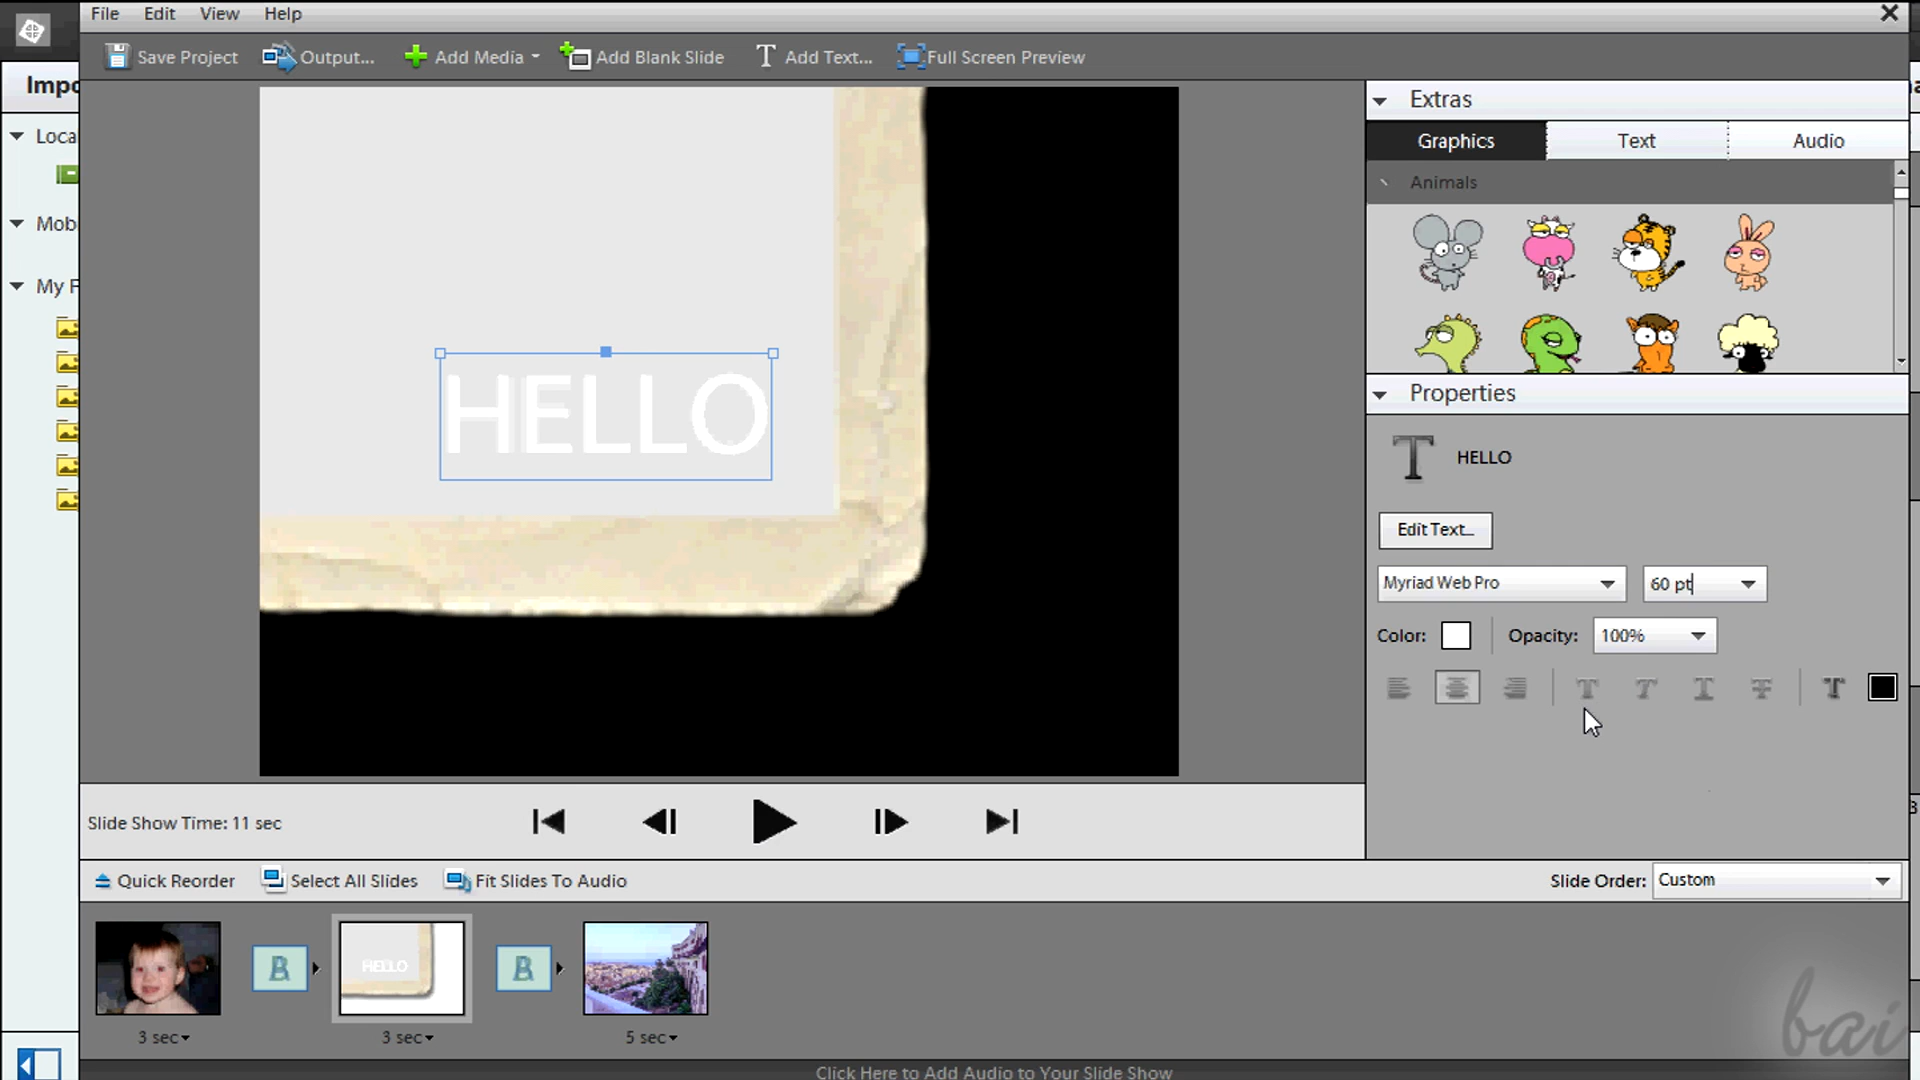 File Edit View Help
Save Project Output... Add Media Add Blank Slide T Add Text... Full Screen Preview
Extras
Graphics Text Audio
Animals
HELLO
Properties
T HELLO
Edit Text...
Myriad Web Pro 60 pt
Color: Opacity: 100%
T T T T T
Slide Show Time: 11 sec
Quick Reorder Select All Slides Fit Slides To Audio Slide Order: Custom
B HELLO B
3 sec 3 sec 5 sec
Click Here to Add Audio to Your Slide Show
Impo
Loca
Mob
My F
bai